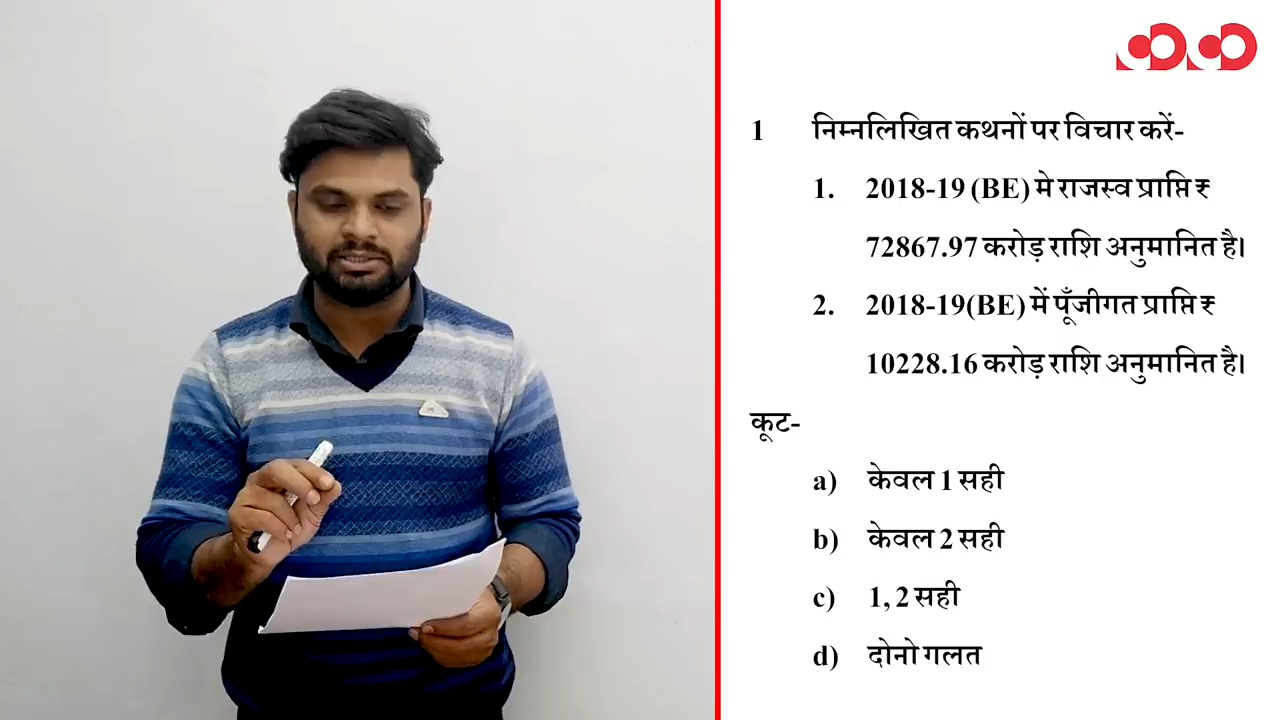 1 निम्नलिखित कथनों पर विचार करें-
1. 2018-19 (BE) मे राजस्व प्राप्ति ₹
72867.97 करोड़ राशि अनुमानित है।
2. 2018-19(BE) में पूँजीगत प्राप्ति ₹
10228.16 करोड़ राशि अनुमानित है।
कूट-
a) केवल 1 सही
b) केवल 2 सही
c) 1, 2 सही
d) दोनो गलत